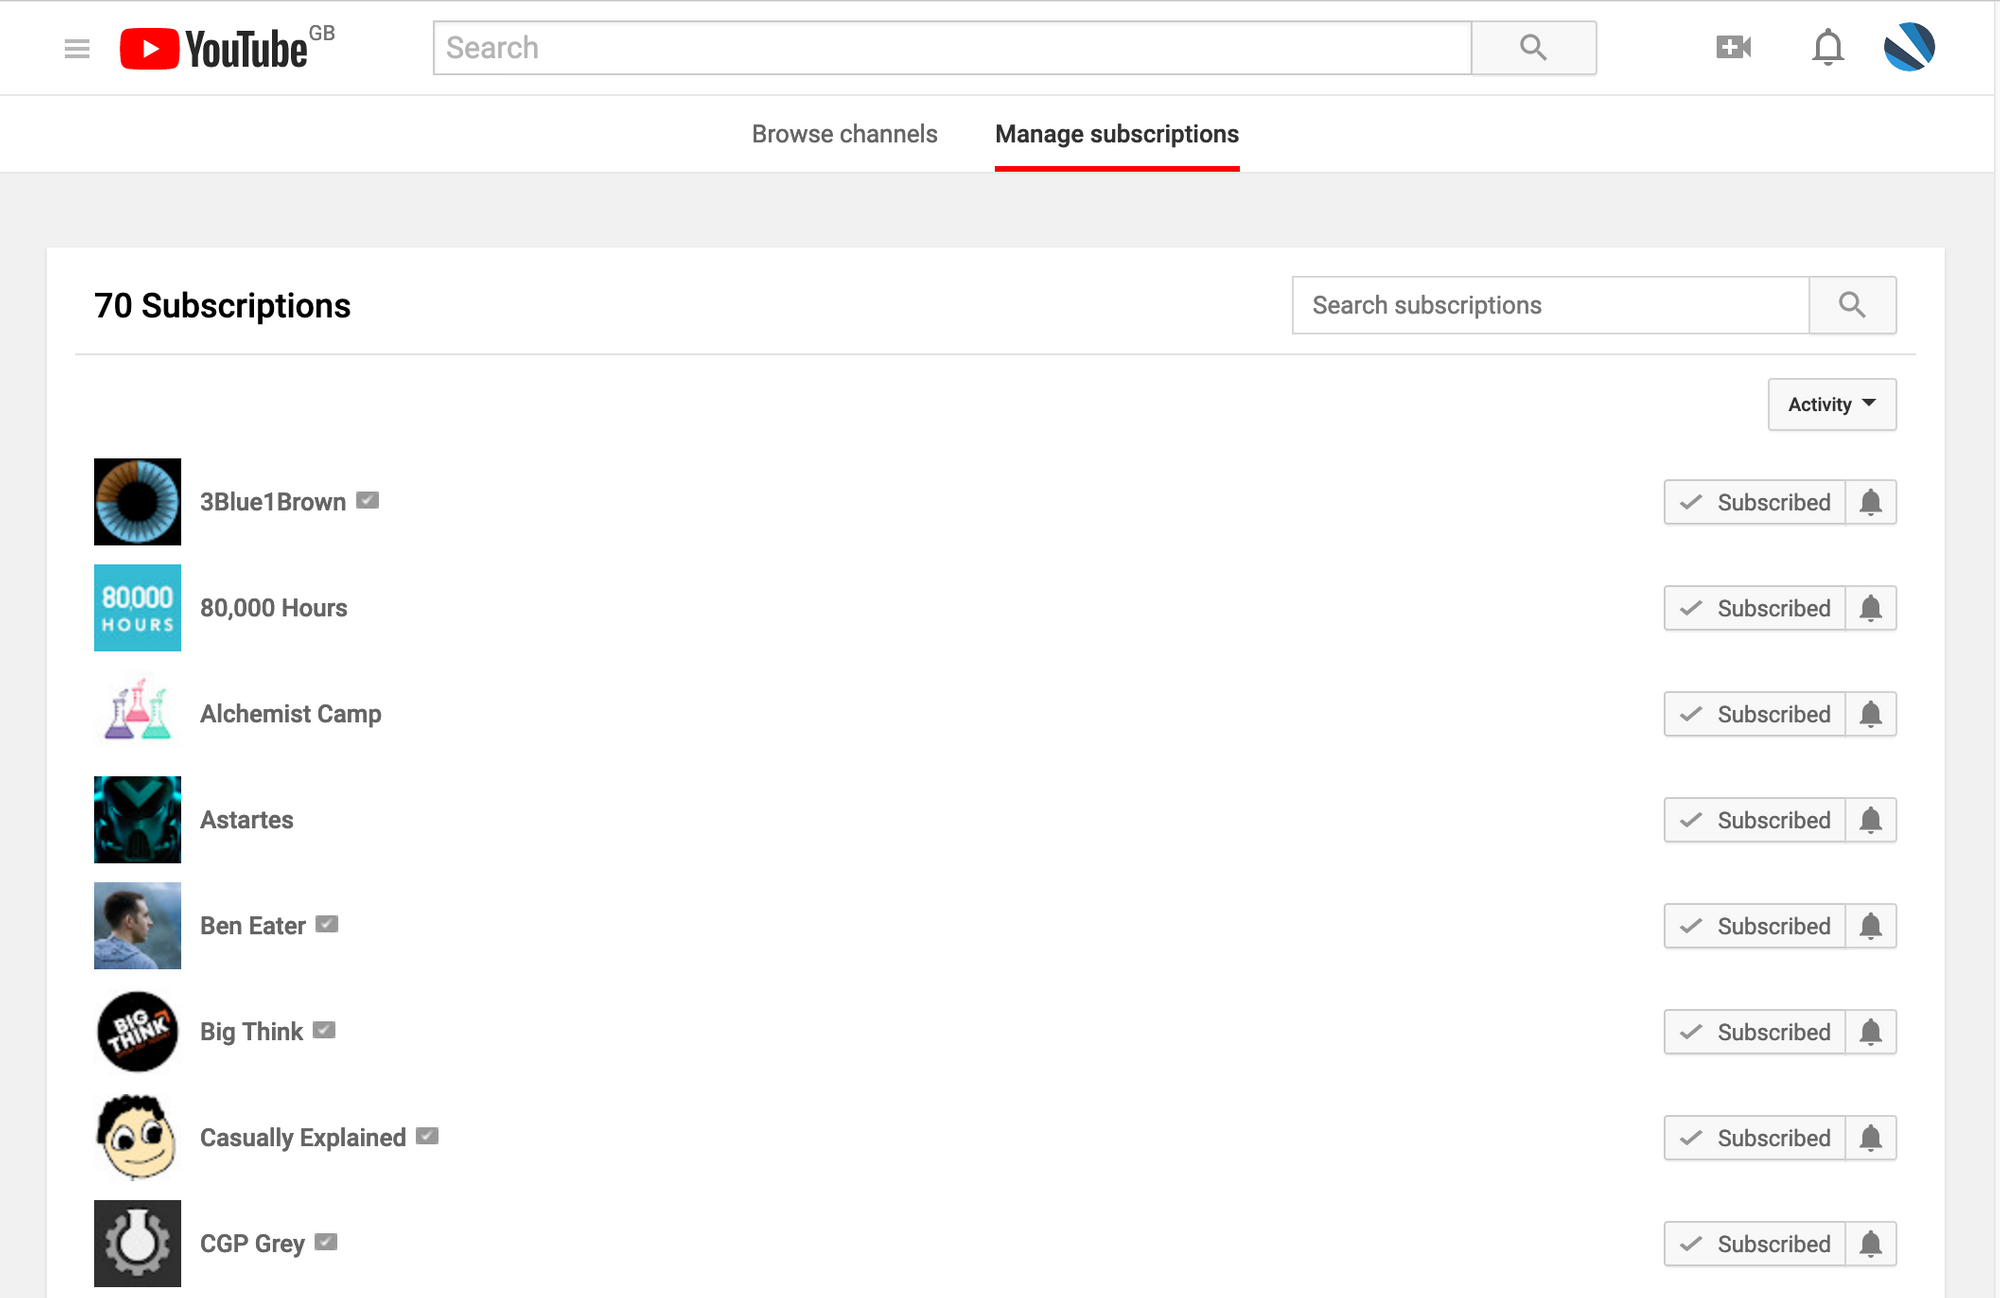 YouTube GB
Search
Browse channels Manage subscriptions
70 Subscriptions
Search subscriptions
Activity
3Blue1Brown Subscribed
80,000
HOURS
80,000 Hours Subscribed
Alchemist Camp Subscribed
Astartes Subscribed
Ben Eater Subscribed
BIG
THINK
Big Think Subscribed
Casually Explained Subscribed
CGP Grey Subscribed